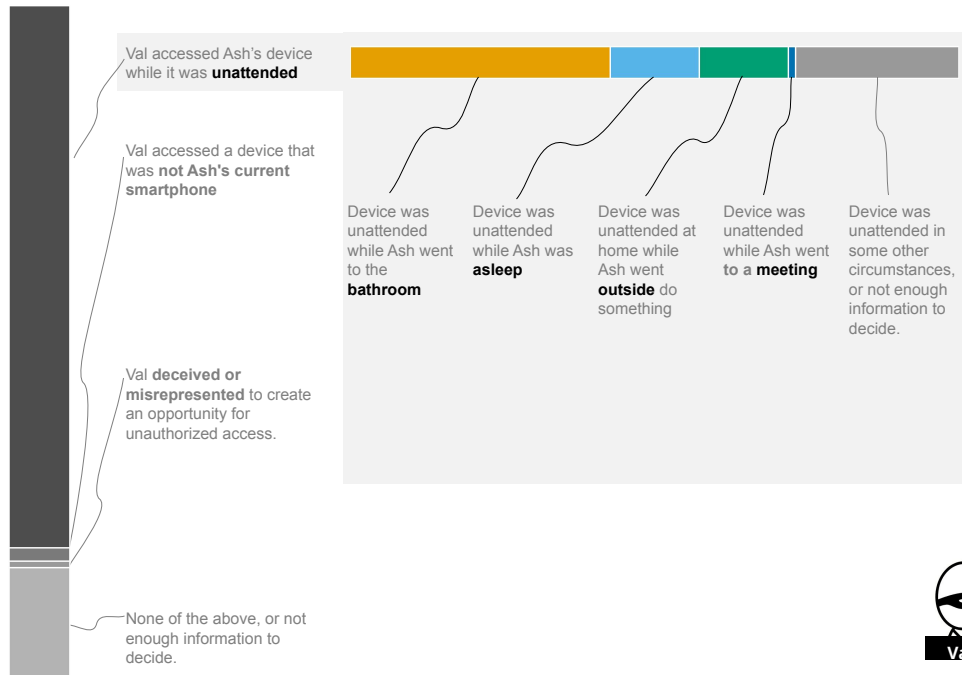 Val accessed Ash's device
while it was unattended
Val accessed a device that
was not Ash's current
smartphone
Val deceived or
misrepresented to create
an opportunity for
unauthorized access.
None of the above, or not
enough information to
decide.
Device was
unattended
while Ash went
to the
bathroom
Device was
unattended
while Ash was
asleep
Device was
unattended at
home while
Ash went
outside do
something
Device was
unattended
while Ash went
to a meeting
Device was
unattended in
some other
circumstances,
or not enough
information to
decide.